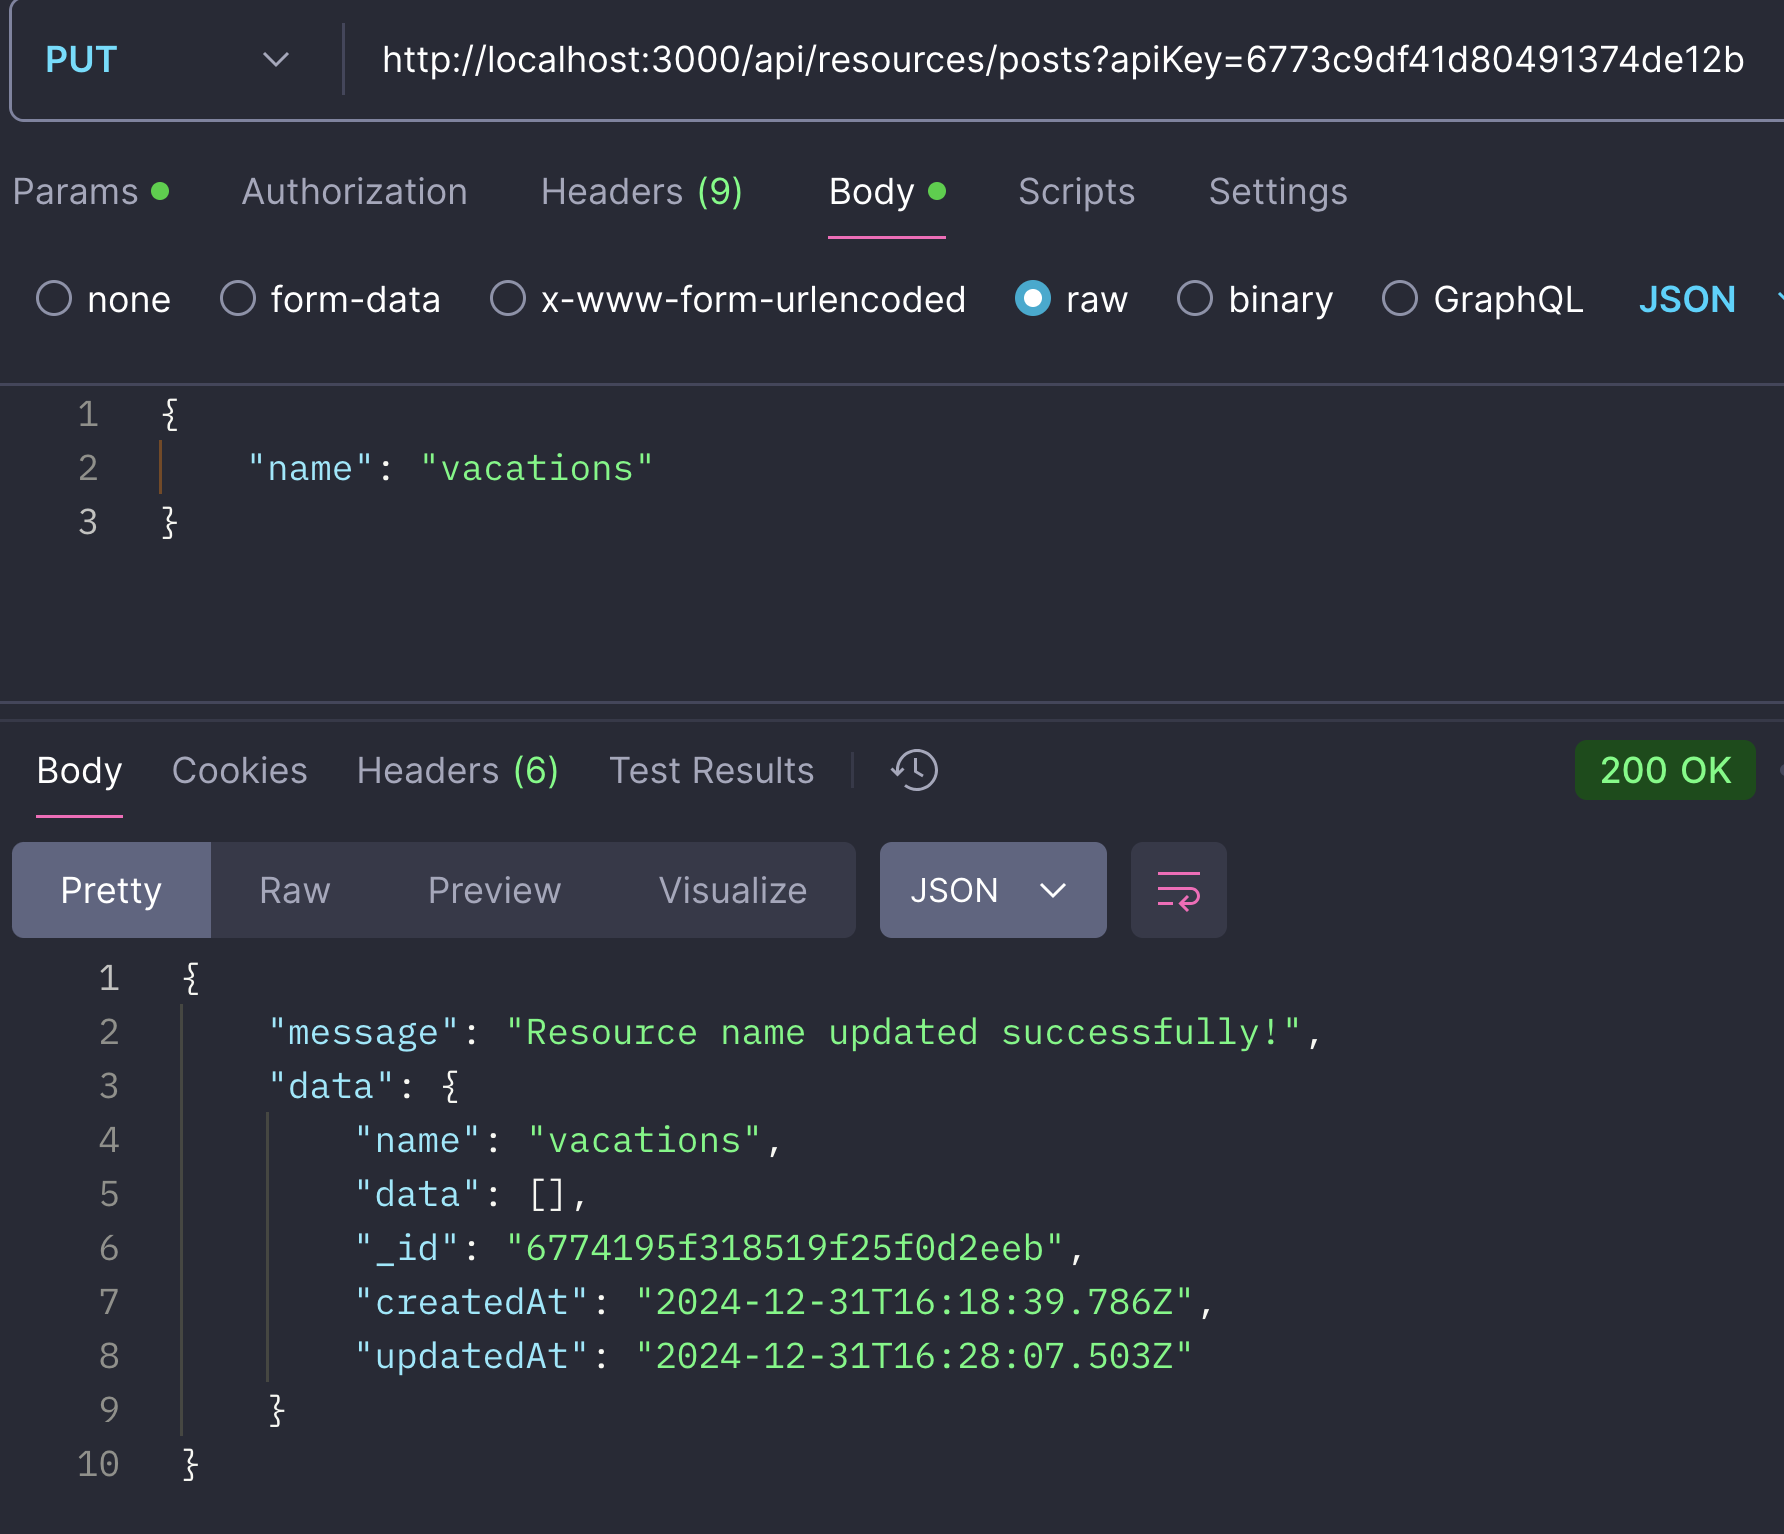 PUT http://localhost:3000/api/resources/posts?apiKey=6773c9df41d80491374de12b
Params Authorization Headers (9) Body Scripts Settings
none form-data x-www-form-urlencoded raw binary GraphQL JSON
1 {
2 "name": "vacations"
3 }
Body Cookies Headers (6) Test Results 200 OK
Pretty Raw Preview Visualize JSON
1 {
2 "message": "Resource name updated successfully!",
3 "data": {
4 "name": "vacations",
5 "data": [],
6 "_id": "6774195f318519f25f0d2eeb",
7 "createdAt": "2024-12-31T16:18:39.786Z",
8 "updatedAt": "2024-12-31T16:28:07.503Z"
9 }
10 }